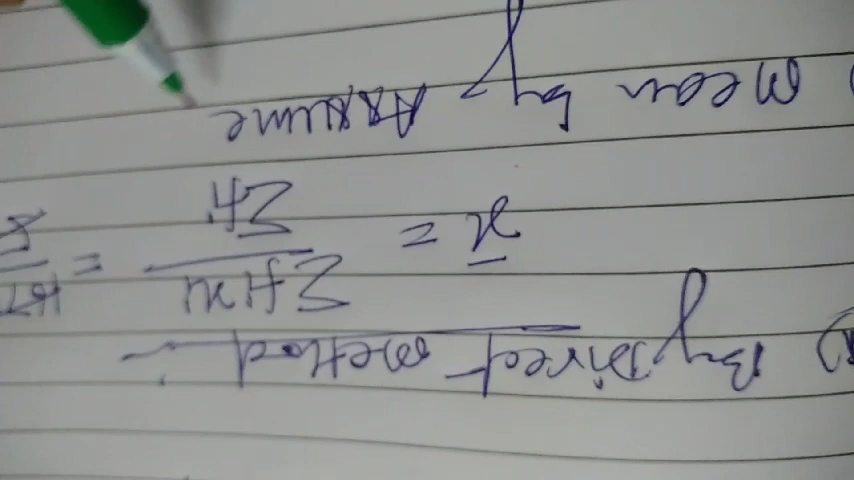 By Direct method :-
x̄ = Σfixi / Σfi =
Mean by Assume